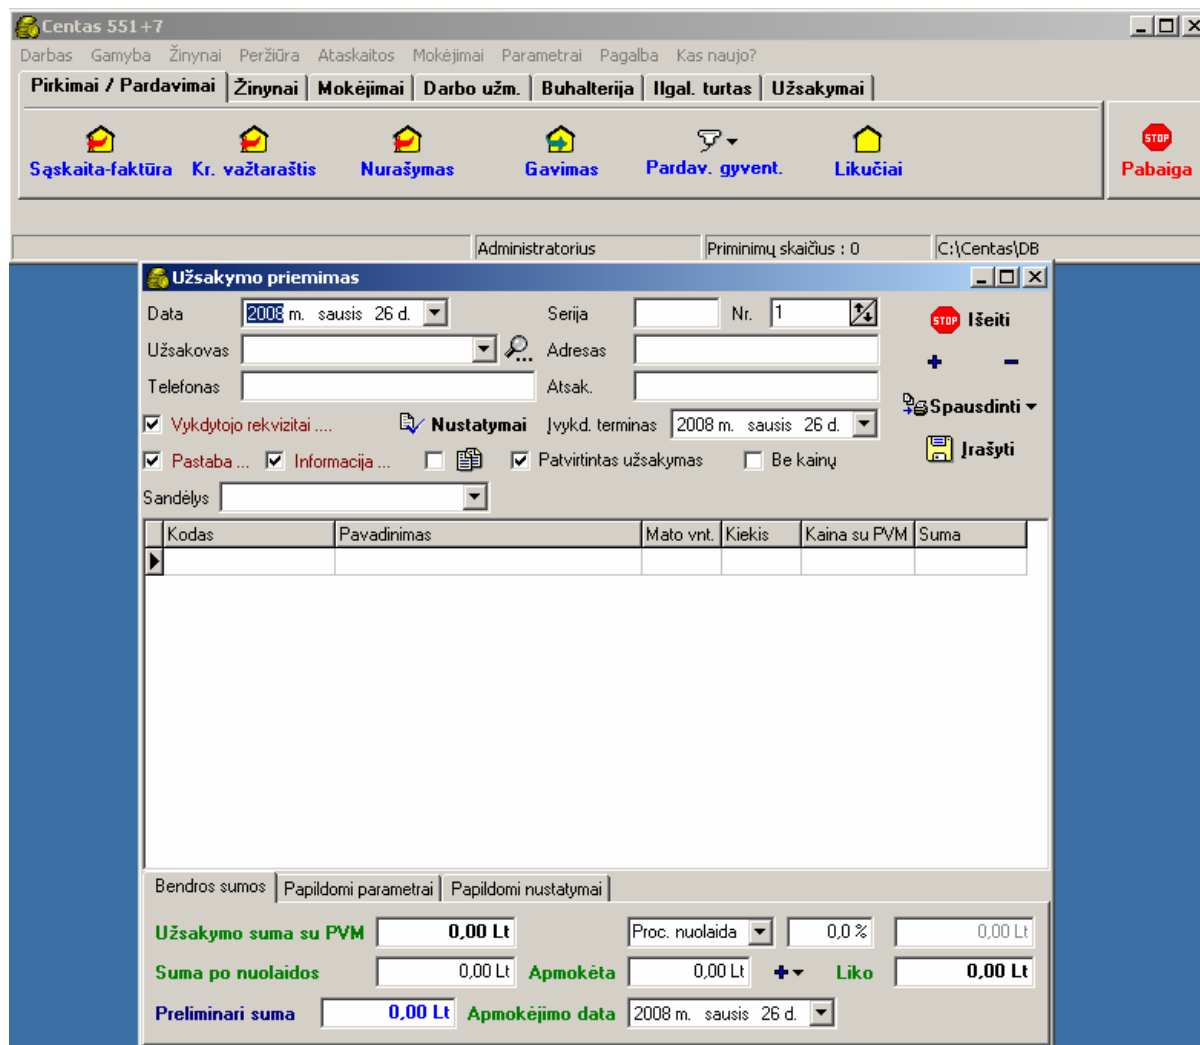 Centas 551+7
Darbas Gamyba Žinynai Peržiūra Ataskaitos Mokėjimai Parametrai Pagalba Kas naujo?
Pirkimai / Pardavimai Žinynai Mokėjimai Darbo užm. Buhalterija Ilgal. turtas Užsakymai
STOP
Sąskaita-faktūra Kr. važtaraštis Nurašymas Gavimas Pardav. gyvent. Likučiai Pabaiga
Administratorius Priminimų skaičius : 0 C:\Centas\DB
Užsakymo priemimas
Data 2008 m. sausis 26 d. Serija Nr. 1 STOP Išeiti
Užsakovas Adresas
Telefonas Atsak.
Spausdinti
Vykdytojo rekvizitai .... Nustatymai Įvykd. terminas 2008 m. sausis 26 d.
Įrašyti
Pastaba ... Informacija ... Patvirtintas užsakymas Be kainų
Sandėlys
Kodas Pavadinimas Mato vnt. Kiekis Kaina su PVM Suma
Bendros sumos Papildomi parametrai Papildomi nustatymai
Užsakymo suma su PVM 0,00 Lt Proc. nuolaida 0,0 % 0,00 Lt
Suma po nuolaidos 0,00 Lt Apmokėta 0,00 Lt Liko 0,00 Lt
Preliminari suma 0,00 Lt Apmokėjimo data 2008 m. sausis 26 d.